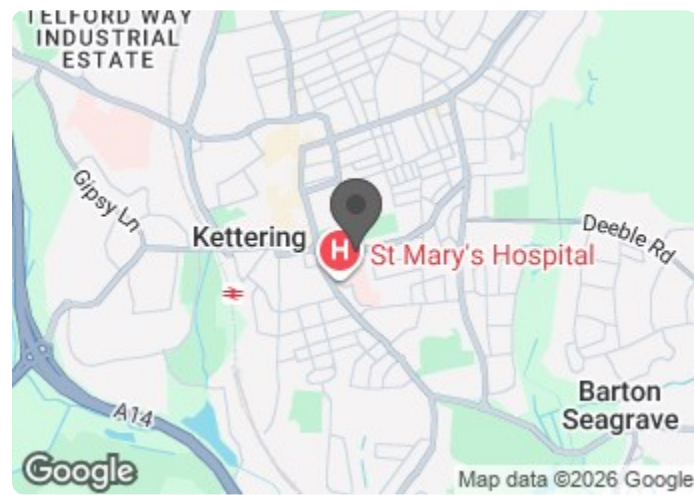 TELFORD WAY
INDUSTRIAL
ESTATE
Gipsy Ln
Deeble Rd
Kettering
H
St Mary's Hospital
Barton
Seagrave
A14
Google
Map data ©2026 Google